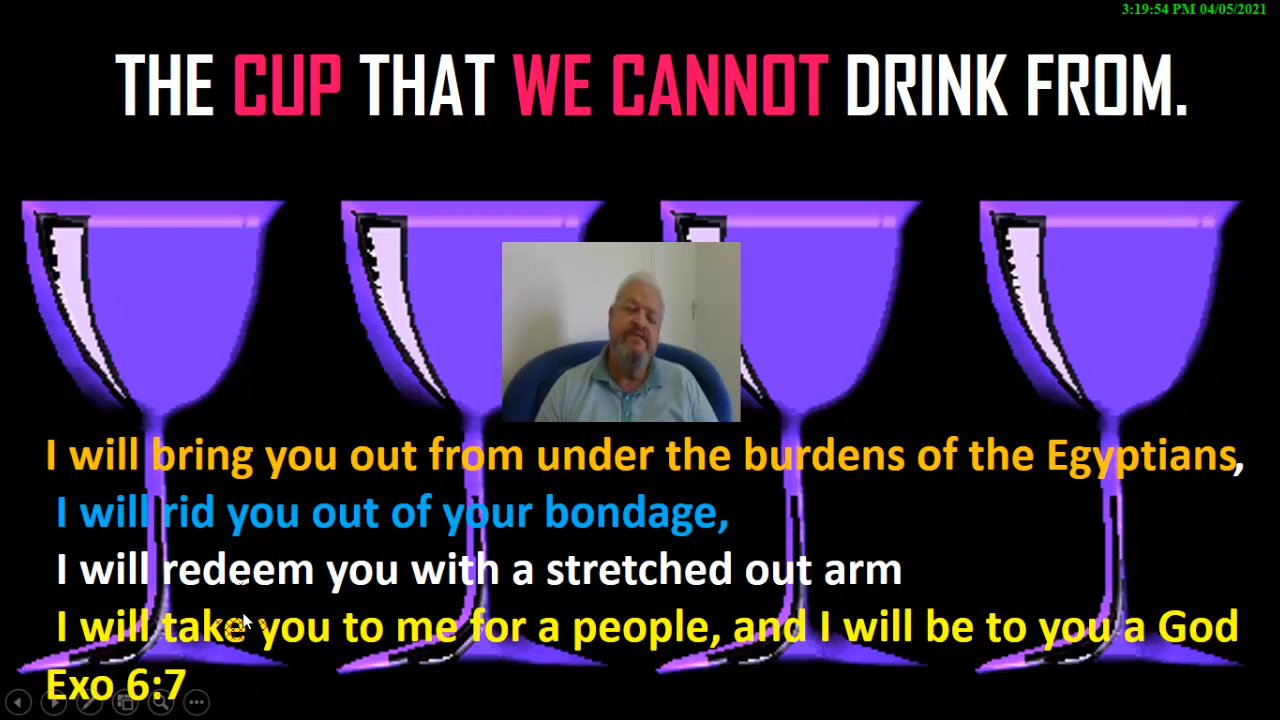 3:19:54 PM 04/05/2021
THE CUP THAT WE CANNOT DRINK FROM.
I will bring you out from under the burdens of the Egyptians,
I will rid you out of your bondage,
I will redeem you with a stretched out arm
I will take you to me for a people, and I will be to you a God
Exo 6:7